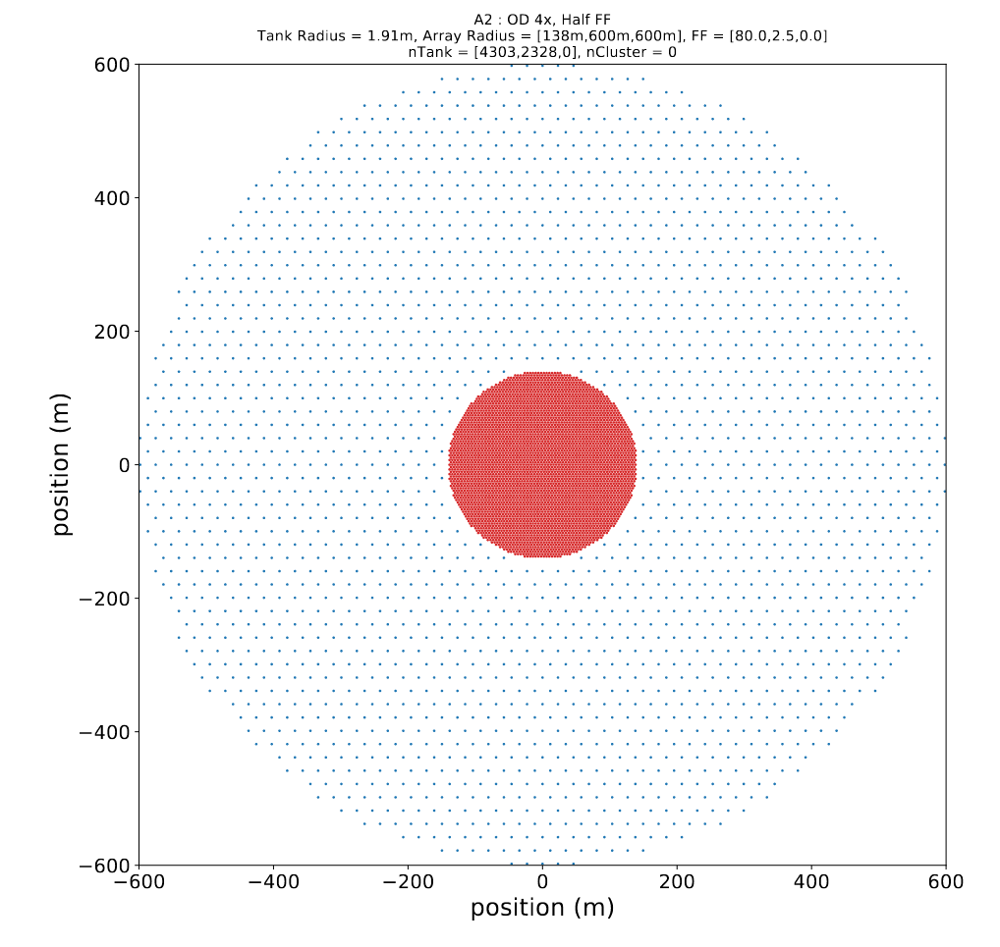 A2 : OD 4x, Half FF
Tank Radius = 1.91m, Array Radius = [138m,600m,600m], FF = [80.0,2.5,0.0]
nTank = [4303,2328,0], nCluster = 0
600
400
200
0
−200
−400
−600
position (m)
−600 −400 −200 0 200 400 600
position (m)